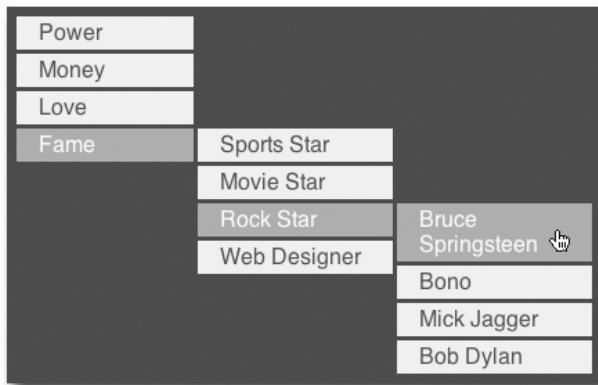 Power
Money
Love
Fame
Sports Star
Movie Star
Rock Star
Web Designer
Bruce
Springsteen
Bono
Mick Jagger
Bob Dylan